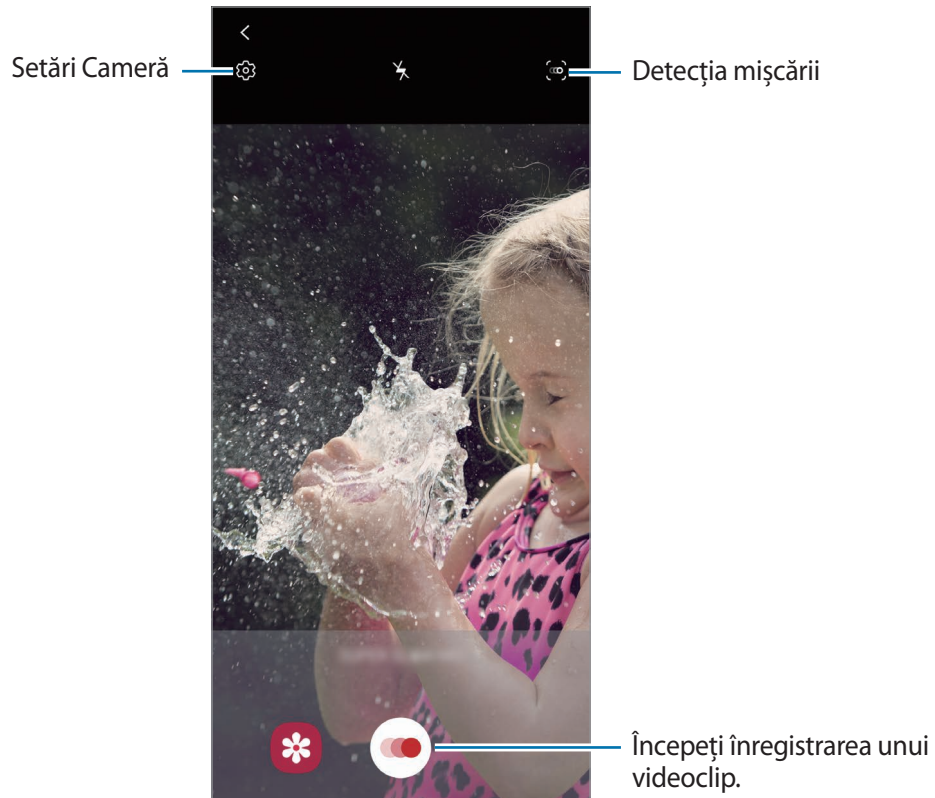 Setări Cameră
Detecția mișcării
Începeți înregistrarea unui
videoclip.